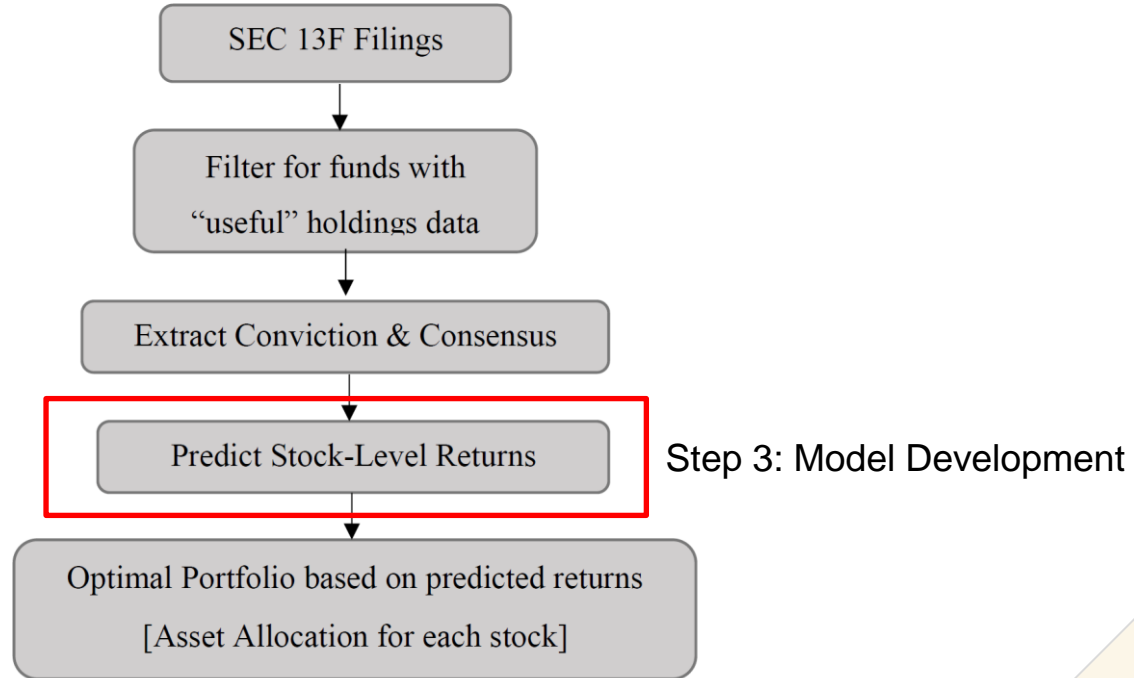 SEC 13F Filings
Filter for funds with
“useful” holdings data
Extract Conviction & Consensus
Predict Stock-Level Returns
Step 3: Model Development
Optimal Portfolio based on predicted returns
[Asset Allocation for each stock]